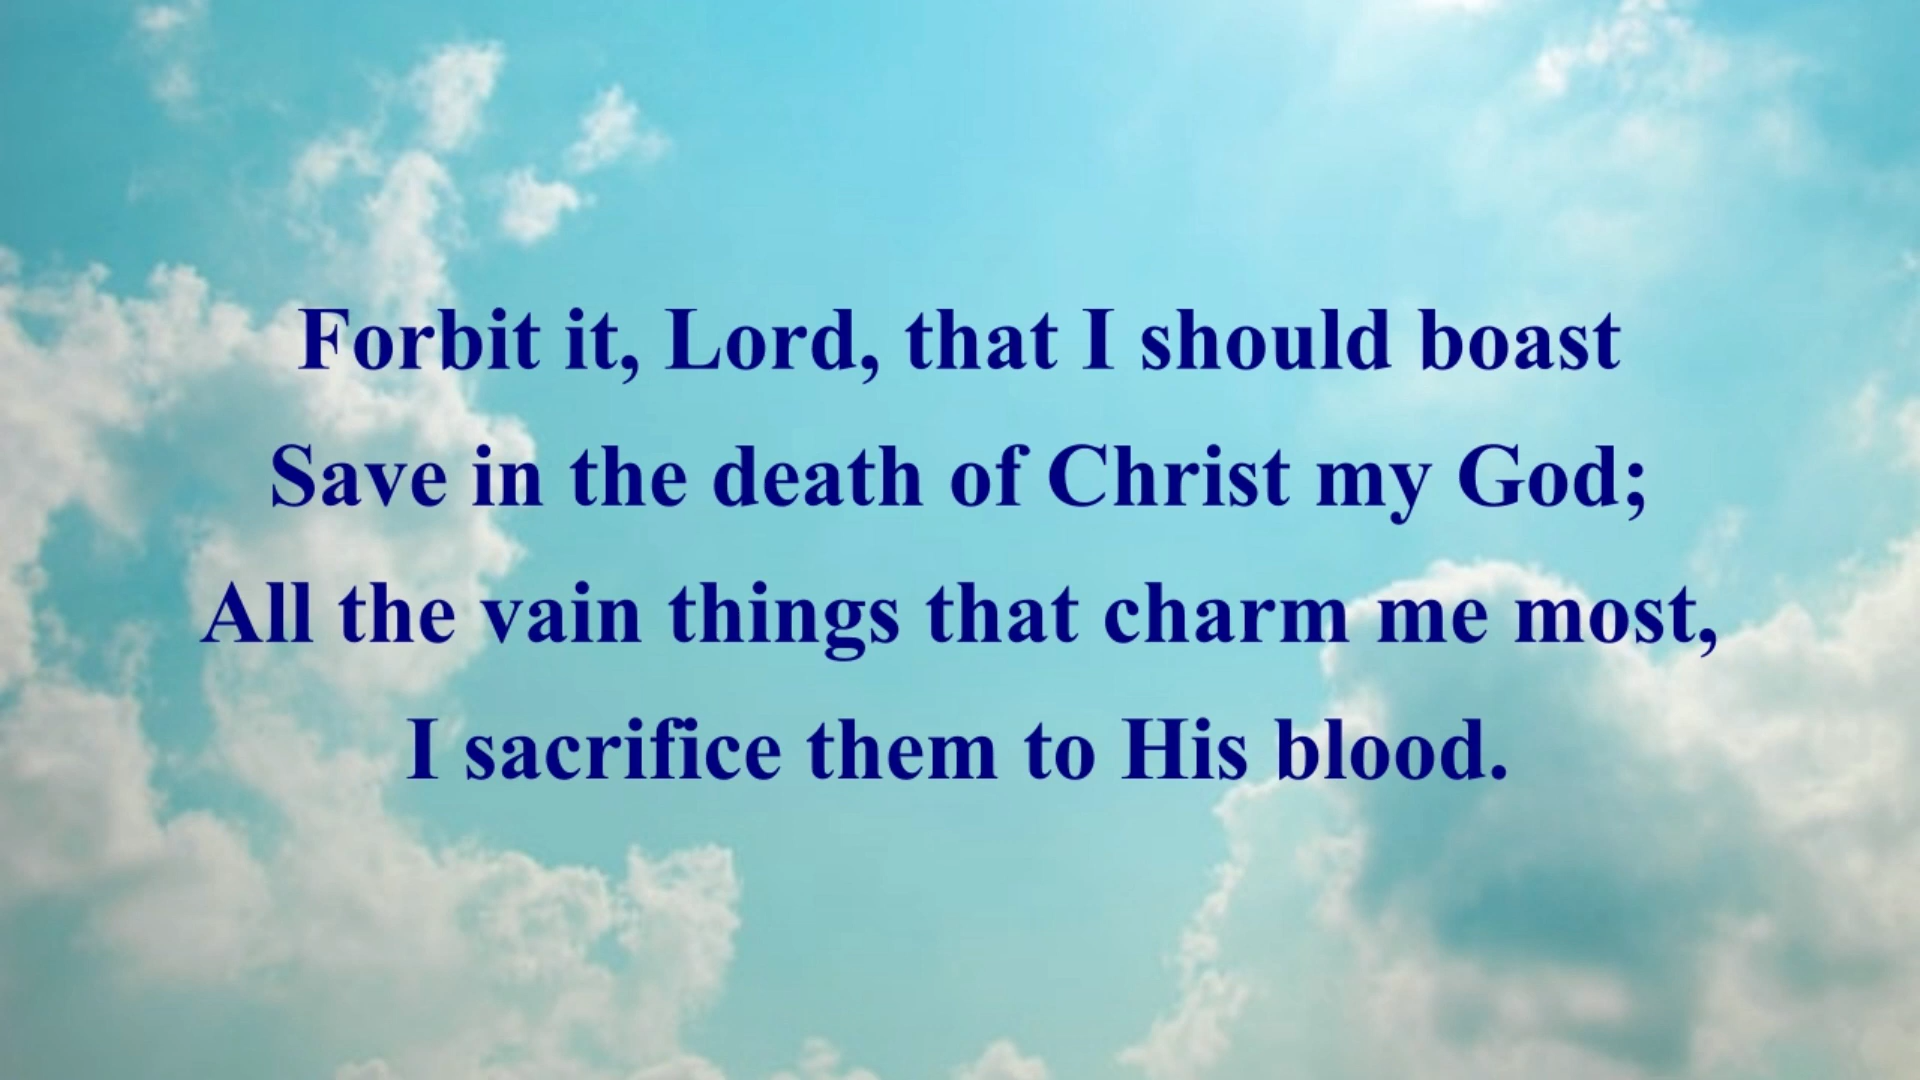 Forbit it, Lord, that I should boast
Save in the death of Christ my God;
All the vain things that charm me most,
I sacrifice them to His blood.